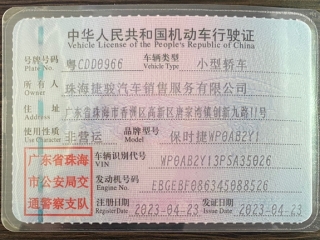 中华人民共和国机动车行驶证
Vehicle License of the People's Republic of China
号牌号码 粤CDD0966 车辆类型 小型轿车
Plate No. Vehicle Type
所有人 珠海捷骏汽车销售服务有限公司
Owner
住址 广东省珠海市香洲区高新区唐家湾镇创新九路11号
Address
使用性质 非营运 品牌型号 保时捷WP0AB2Y1
Use Character Model
广东省珠海
市公安局交
通警察支队
车辆识别代号 WP0AB2Y13PSA35026
VIN
发动机号码 EBGEBF086345088526
Engine No.
注册日期 2023-04-23 发证日期 2023-04-23
Register Date Issue Date